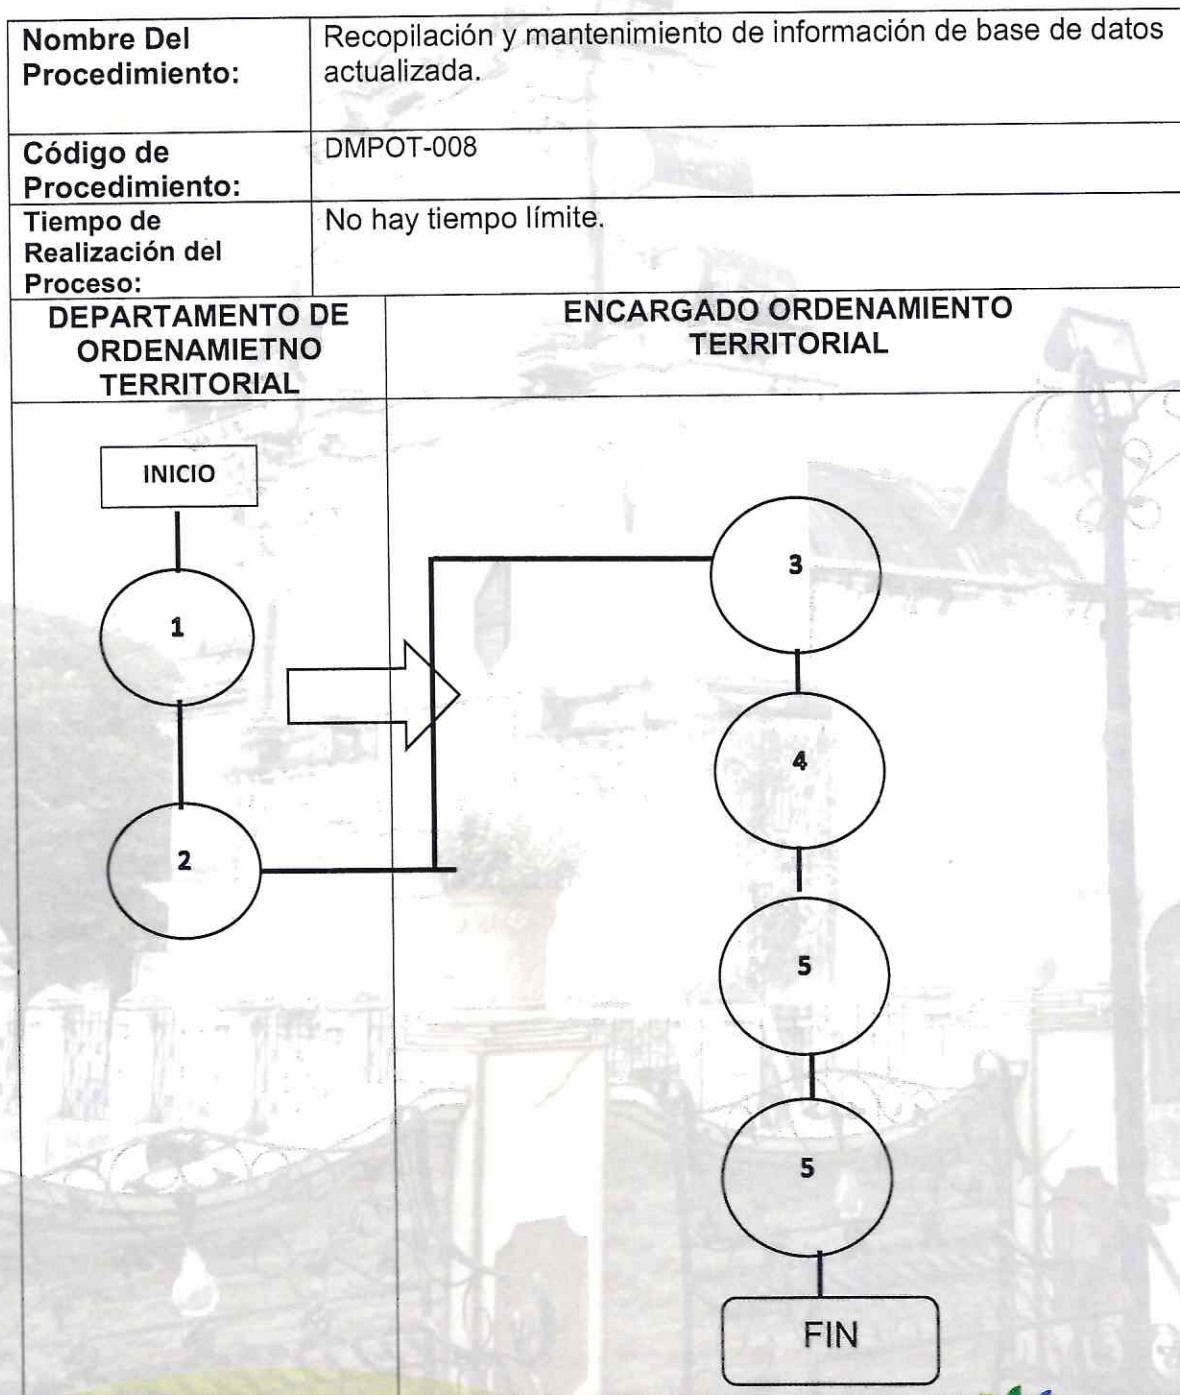 Nombre Del
Procedimiento:
Recopilación y mantenimiento de información de base de datos
actualizada.
Código de
Procedimiento:
DMPOT-008
Tiempo de
Realización del
Proceso:
No hay tiempo límite.
DEPARTAMENTO DE
ORDENAMIETNO
TERRITORIAL
ENCARGADO ORDENAMIENTO
TERRITORIAL
INICIO
1
2
3
4
5
5
FIN